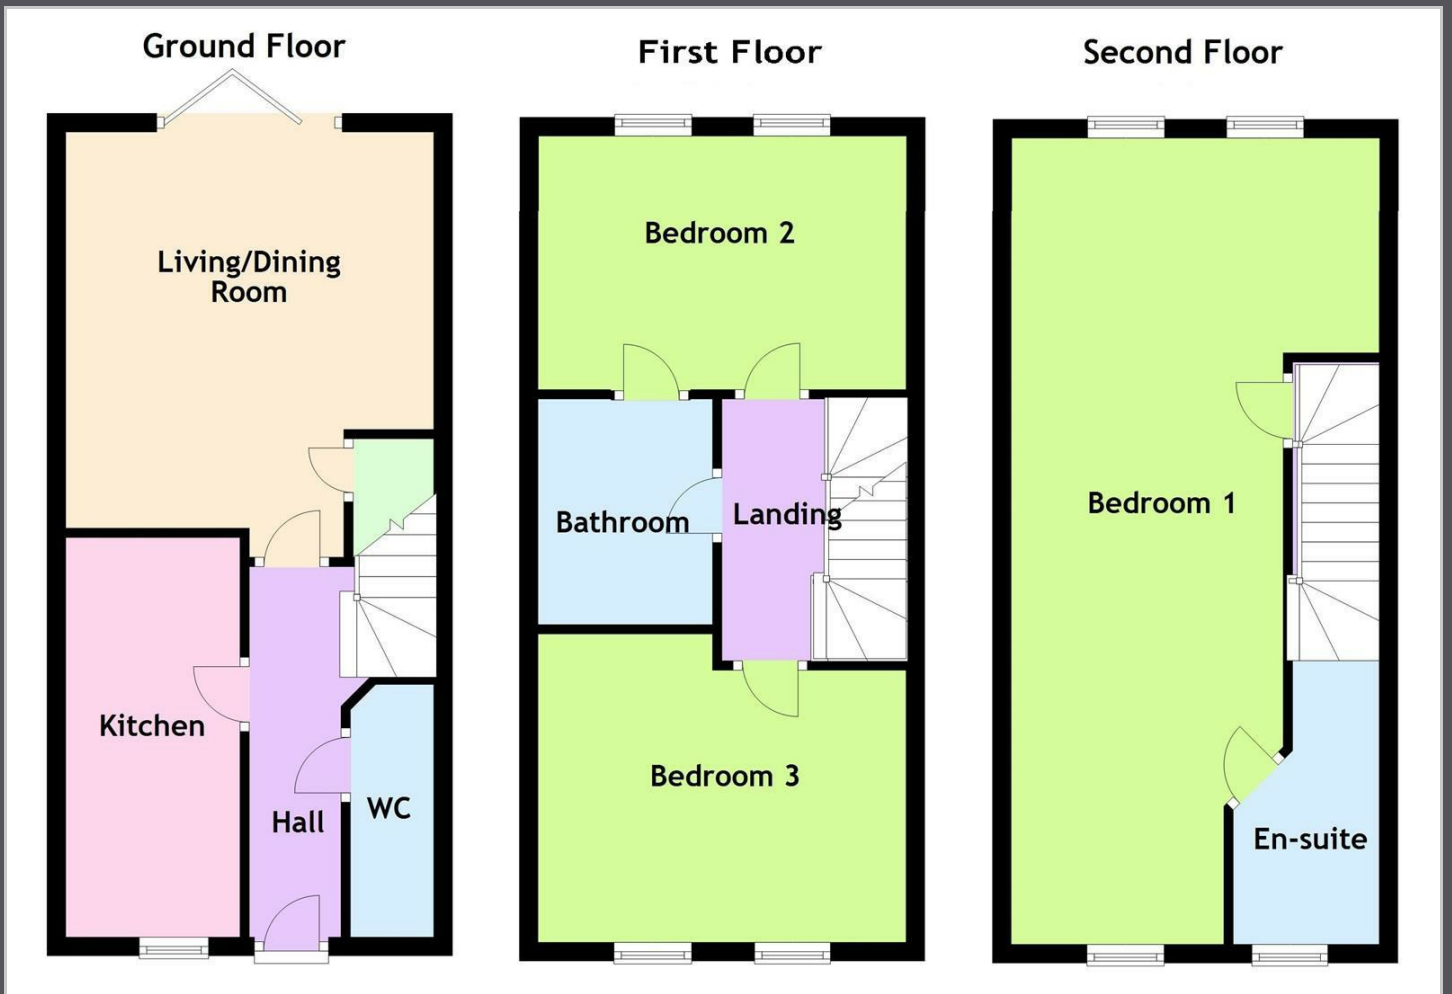 Ground Floor
Living/Dining
Room
Kitchen
Hall
WC
First Floor
Bedroom 2
Bathroom
Landing
Bedroom 3
Second Floor
Bedroom 1
En-suite